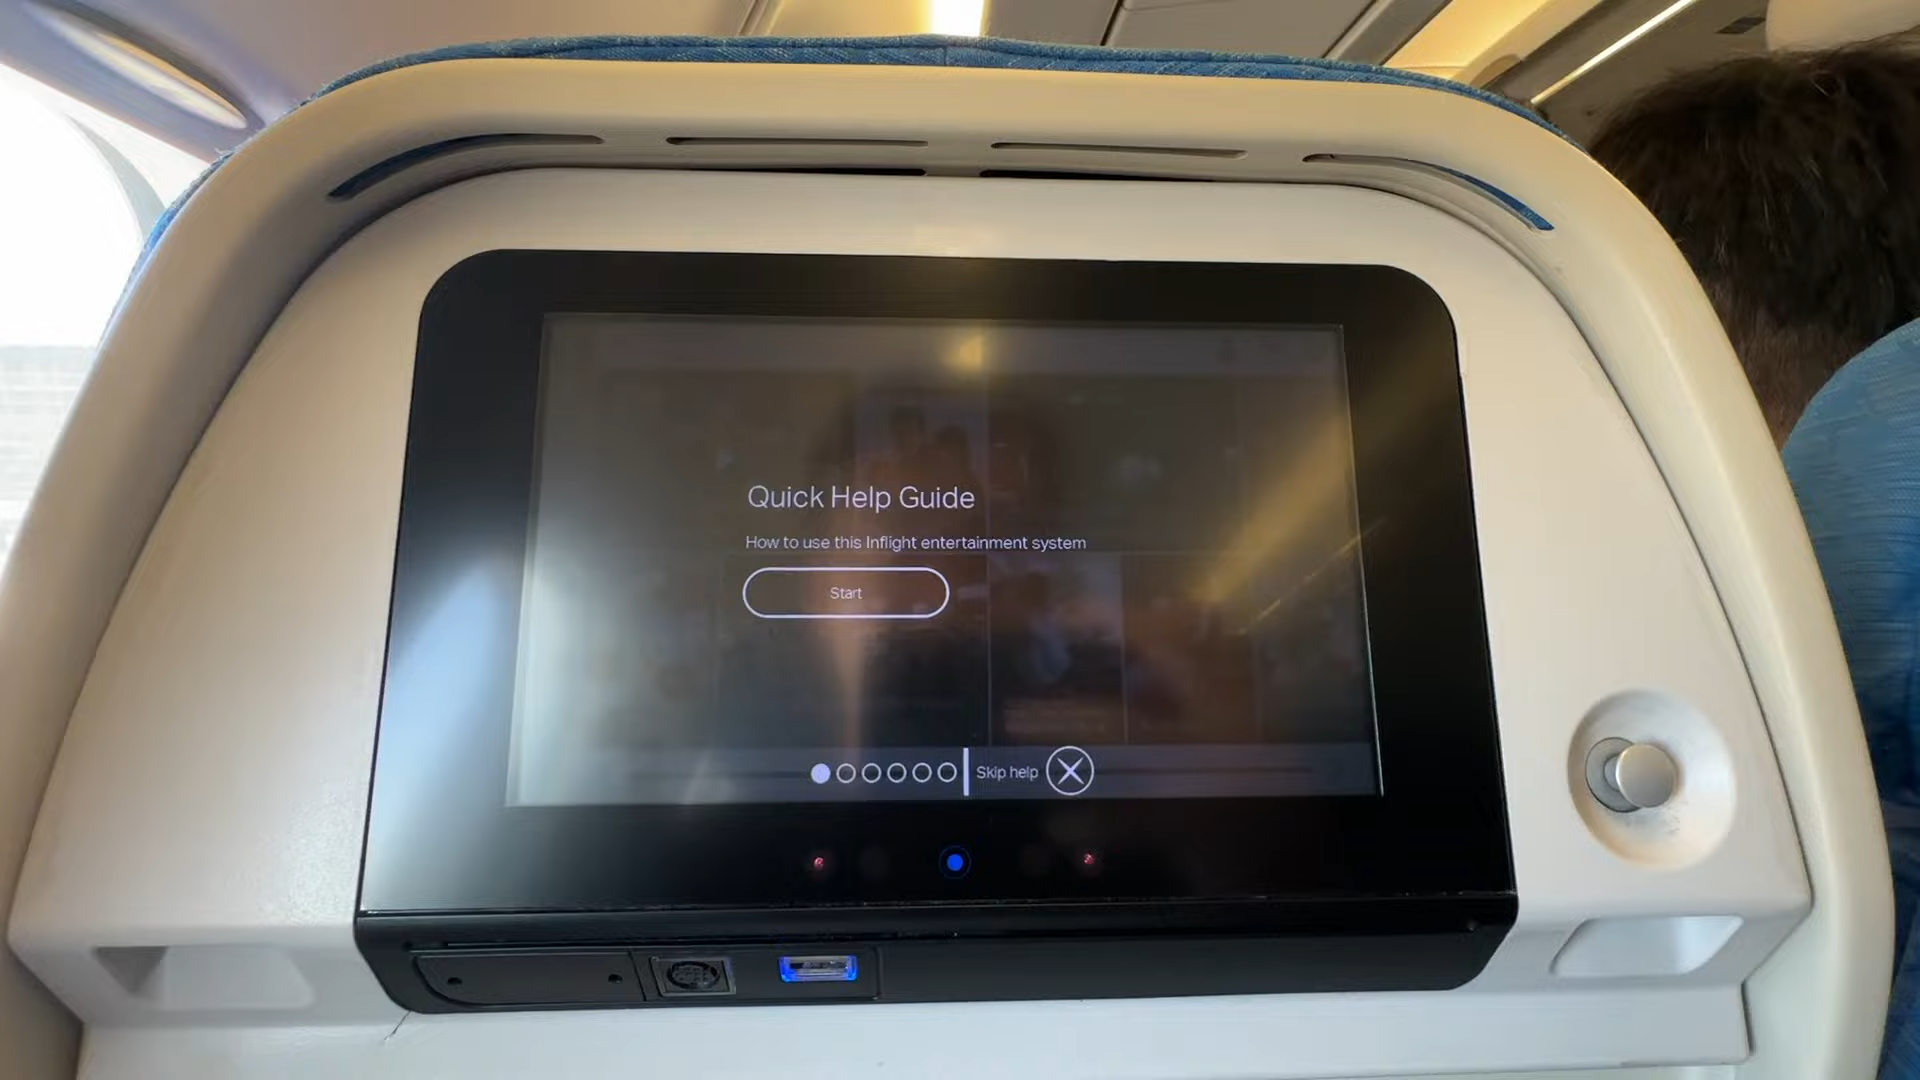 Quick Help Guide
How to use this Inflight entertainment system
Start
Skip help